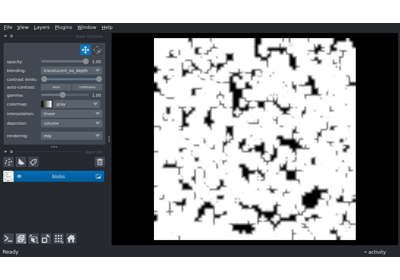 File View Layers Plugins Window Help
opacity: 1.00
blending: translucent_no_depth
contrast limits:
auto-contrast: once continuous
gamma: 1.00
colormap: gray
interpolation: linear
depiction: volume
rendering: mip
blobs
Ready activity